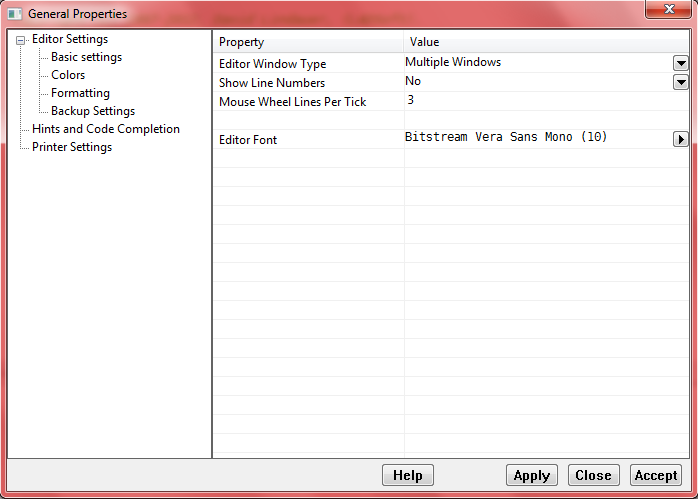 General Properties
Editor Settings
Basic settings
Colors
Formatting
Backup Settings
Hints and Code Completion
Printer Settings
Property Value
Editor Window Type Multiple Windows
Show Line Numbers No
Mouse Wheel Lines Per Tick 3
Editor Font Bitstream Vera Sans Mono (10)
Help Apply Close Accept